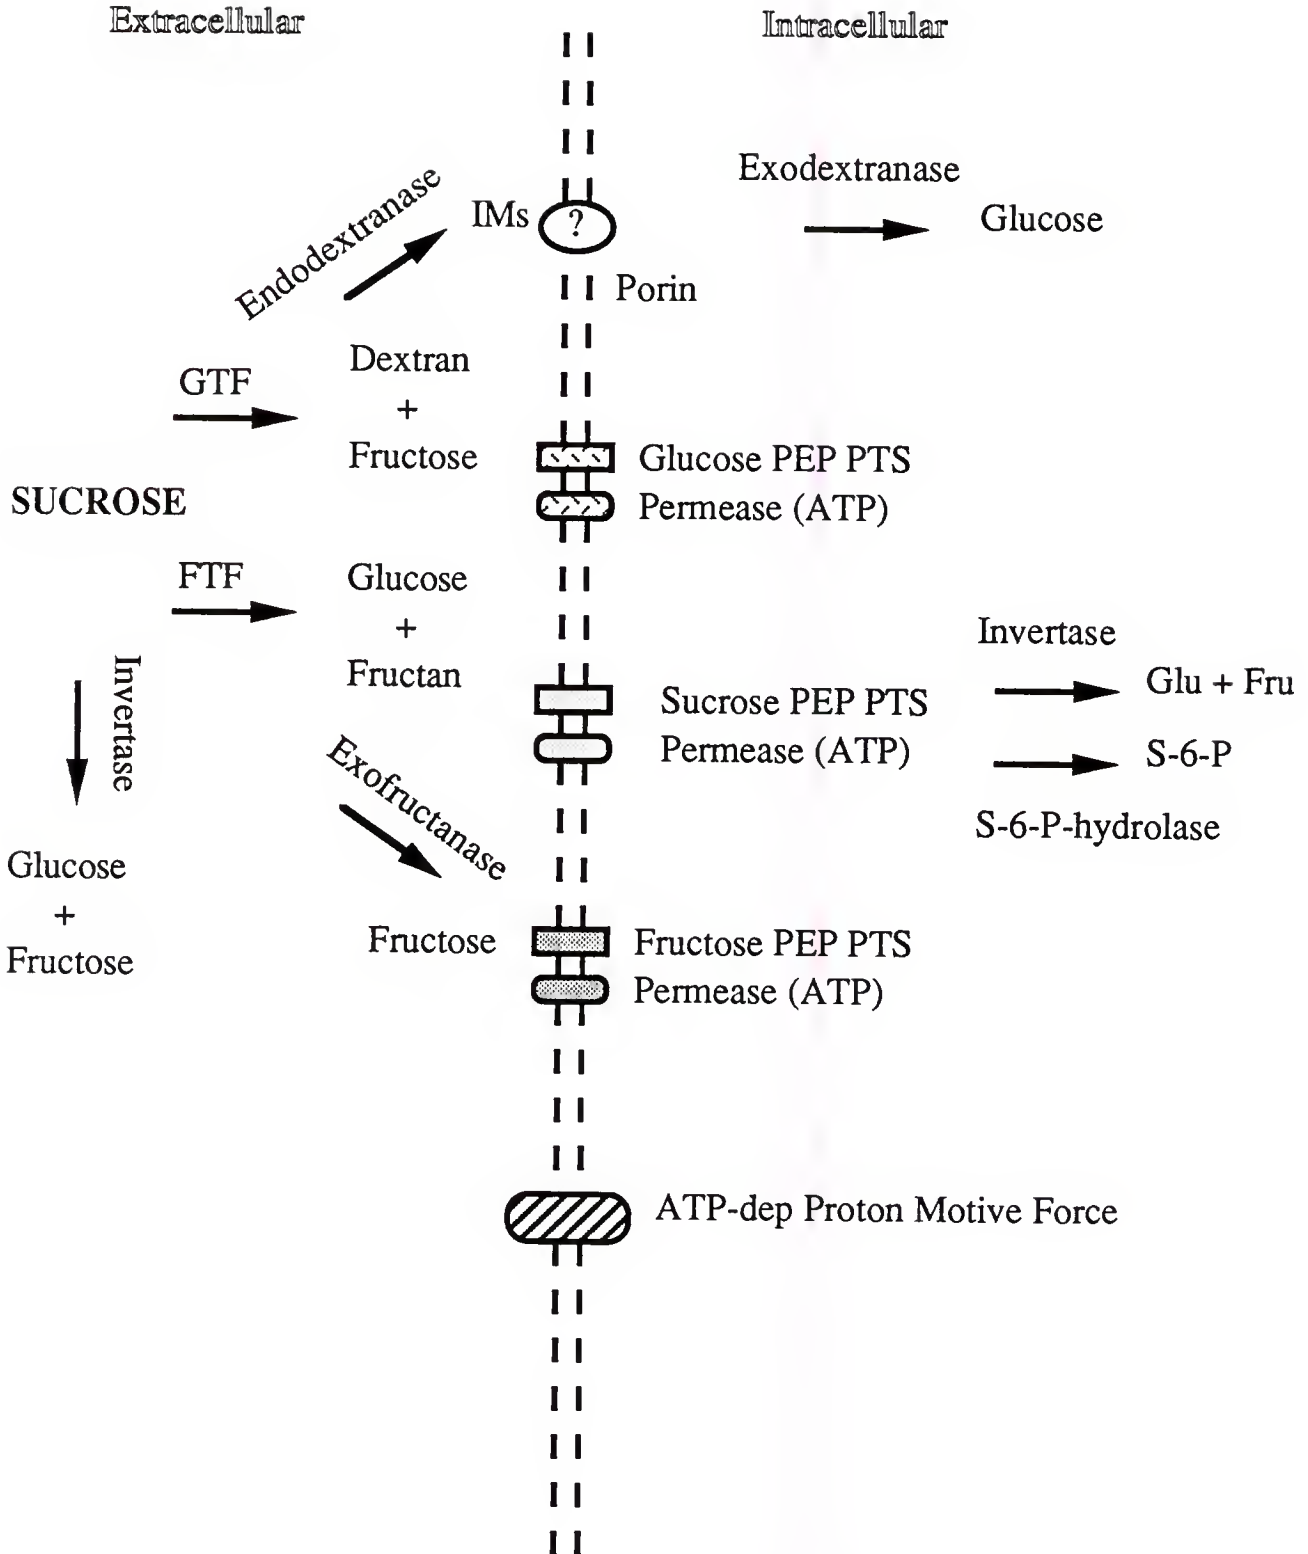 Extracellular
Intracellular
Exodextranase
Glucose
Endodextranase
IMs
?
Porin
GTF
Dextran
+
Fructose
Glucose PEP PTS
Permease (ATP)
SUCROSE
FTF
Glucose
+
Fructan
Invertase
Glucose
+
Fructose
Exofructanase
Fructose
Sucrose PEP PTS
Permease (ATP)
Invertase
Glu + Fru
S-6-P
S-6-P-hydrolase
Fructose PEP PTS
Permease (ATP)
ATP-dep Proton Motive Force